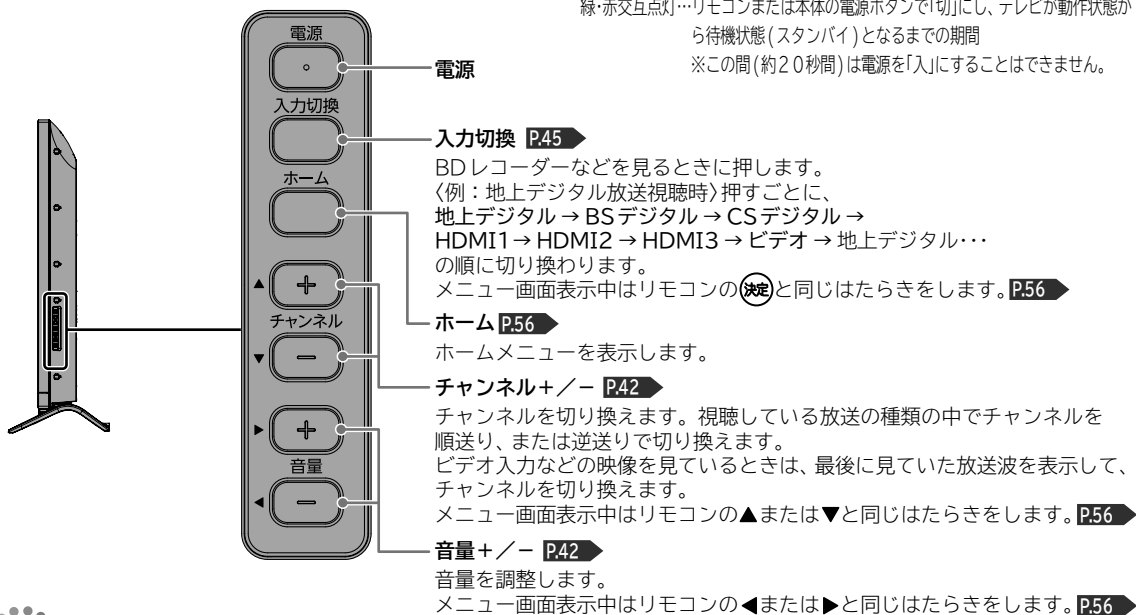 緑・赤交互点灯…リモコンまたは本体の電源ボタンで「切」にし、テレビが動作状態か
ら待機状態(スタンバイ)となるまでの期間
※この間(約20秒間)は電源を「入」にすることはできません。
電源
入力切換
ホーム
▲ +
チャンネル
▼ −
▶ +
音量
◀ −
電源
入力切換 P.45
BDレコーダーなどを見るときに押します。
〈例:地上デジタル放送視聴時〉押すごとに、
地上デジタル → BSデジタル → CSデジタル →
HDMI1 → HDMI2 → HDMI3 → ビデオ → 地上デジタル・・・
の順に切り換わります。
メニュー画面表示中はリモコンの決定と同じはたらきをします。P.56
ホーム P.56
ホームメニューを表示します。
チャンネル+/− P.42
チャンネルを切り換えます。視聴している放送の種類の中でチャンネルを
順送り、または逆送りで切り換えます。
ビデオ入力などの映像を見ているときは、最後に見ていた放送波を表示して、
チャンネルを切り換えます。
メニュー画面表示中はリモコンの▲または▼と同じはたらきをします。P.56
音量+/− P.42
音量を調整します。
メニュー画面表示中はリモコンの◀または▶と同じはたらきをします。P.56